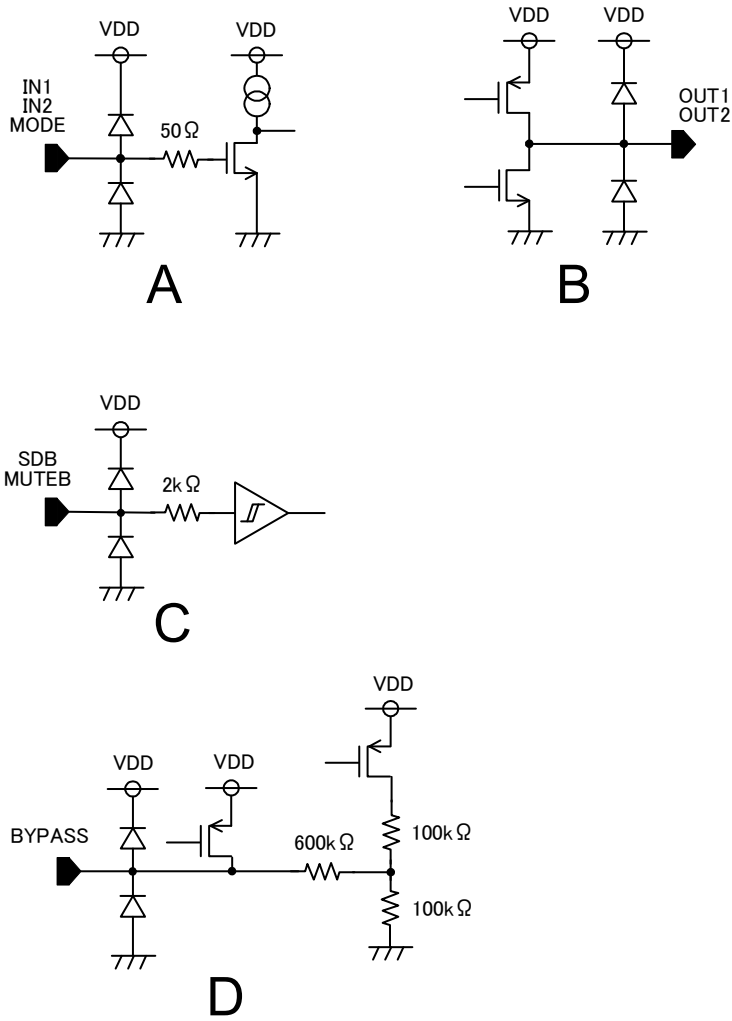 VDD
VDD
IN1
IN2
MODE
50Ω
A
VDD
VDD
OUT1
OUT2
B
VDD
SDB
MUTEB
2kΩ
C
VDD
VDD
VDD
BYPASS
600kΩ
100kΩ
100kΩ
D